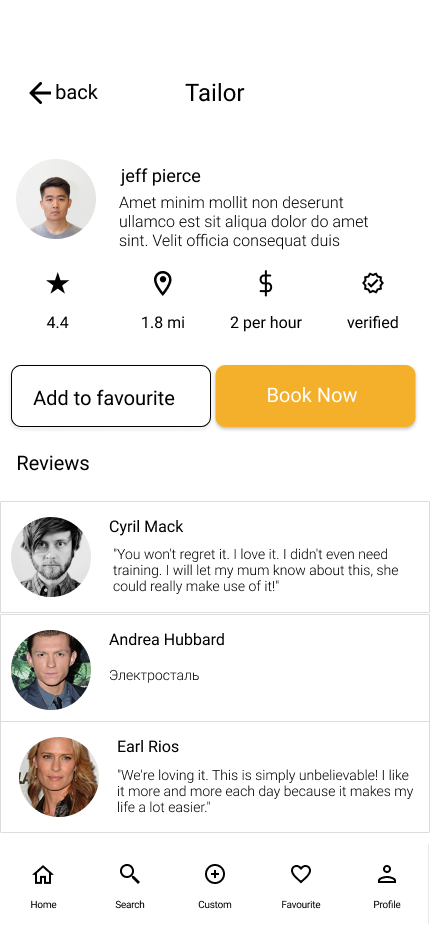 back
Tailor
jeff pierce
Amet minim mollit non deserunt
ullamco est sit aliqua dolor do amet
sint. Velit officia consequat duis
4.4
1.8 mi
2 per hour
verified
Add to favourite
Book Now
Reviews
Cyril Mack
"You won't regret it. I love it. I didn't even need
training. I will let my mum know about this, she
could really make use of it!"
Andrea Hubbard
Электросталь
Earl Rios
"We're loving it. This is simply unbelievable! I like
it more and more each day because it makes my
life a lot easier."
Home
Search
Custom
Favourite
Profile